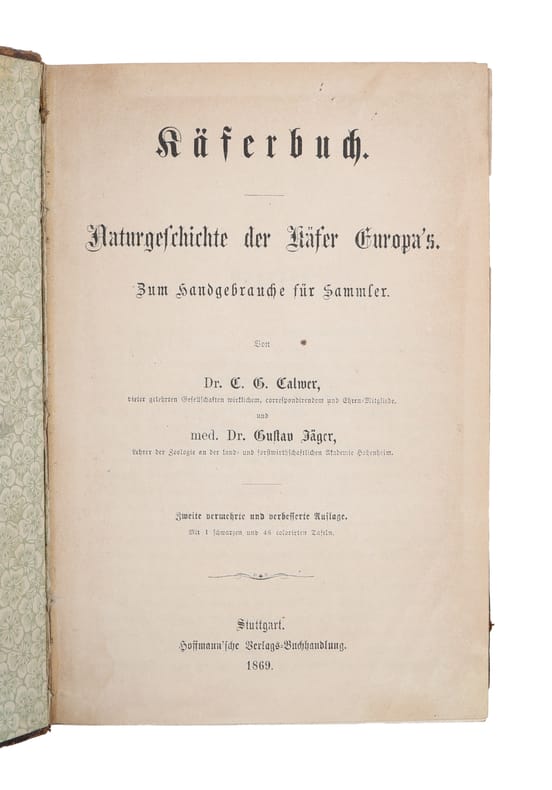 Käferbuch.
Naturgeschichte der Käfer Europa's.
Zum Handgebrauche für Sammler.
Von
Dr. C. G. Calwer,
vieler gelehrten Gesellschaften wirklichem, correspondirendem und Ehren-Mitgliede.
und
med. Dr. Gustav Jäger,
Lehrer der Zoologie an der land- und forstwirthschaftlichen Akademie Hohenheim.
Zweite vermehrte und verbesserte Auflage.
Mit 1 schwarzen und 48 colorirten Tafeln.
Stuttgart.
Hoffmann'sche Verlags-Buchhandlung.
1869.